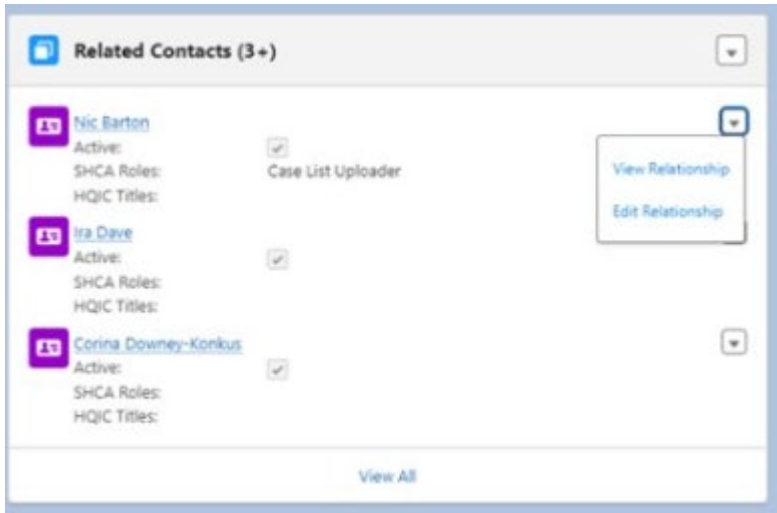 Related Contacts (3+)
Nic Barton
Active:
SHCA Roles: Case List Uploader
HQIC Titles:
View Relationship
Edit Relationship
Ira Dave
Active:
SHCA Roles:
HQIC Titles:
Corina Downey-Konkus
Active:
SHCA Roles:
HQIC Titles:
View All